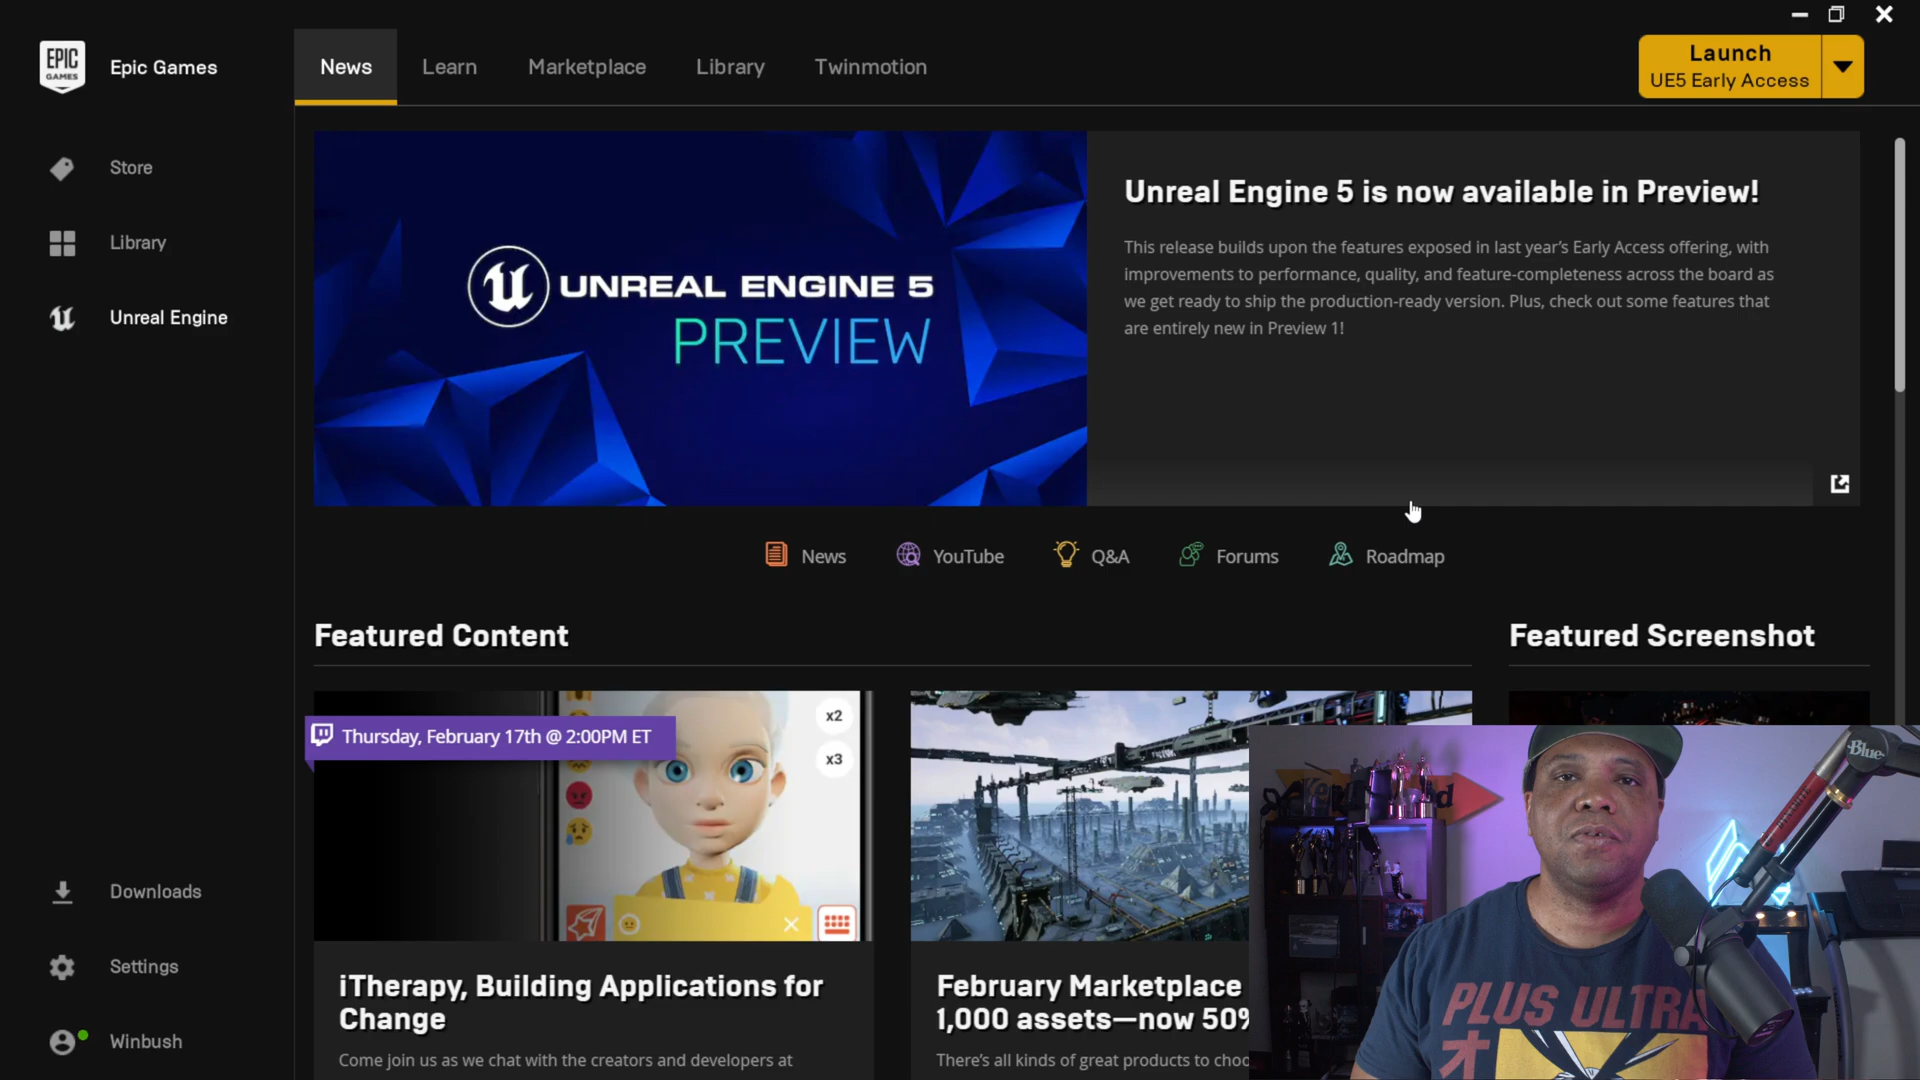 EPIC
GAMES
Epic Games
News
Learn
Marketplace
Library
Twinmotion
Launch
UE5 Early Access
Store
Library
Unreal Engine
UNREAL ENGINE 5
PREVIEW
Unreal Engine 5 is now available in Preview!
This release builds upon the features exposed in last year's Early Access offering, with
improvements to performance, quality, and feature-completeness across the board as
we get ready to ship the production-ready version. Plus, check out some features that
are entirely new in Preview 1!
News
YouTube
Q&A
Forums
Roadmap
Featured Content
Featured Screenshot
Thursday, February 17th @ 2:00PM ET
x2
x3
iTherapy, Building Applications for
Change
Come join us as we chat with the creators and developers at
February Marketplace
1,000 assets—now 50%
There's all kinds of great products to choo
Blue
PLUS ULTRA
オ
Downloads
Settings
Winbush